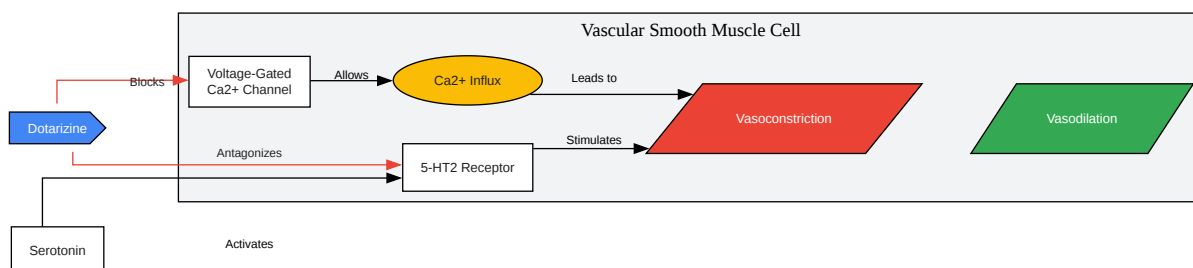 Vascular Smooth Muscle Cell
Voltage-Gated
Ca2+ Channel
Blocks
Allows
Ca2+ Influx
Leads to
Vasoconstriction
Vasodilation
Dotarizine
Antagonizes
5-HT2 Receptor
Stimulates
Serotonin
Activates